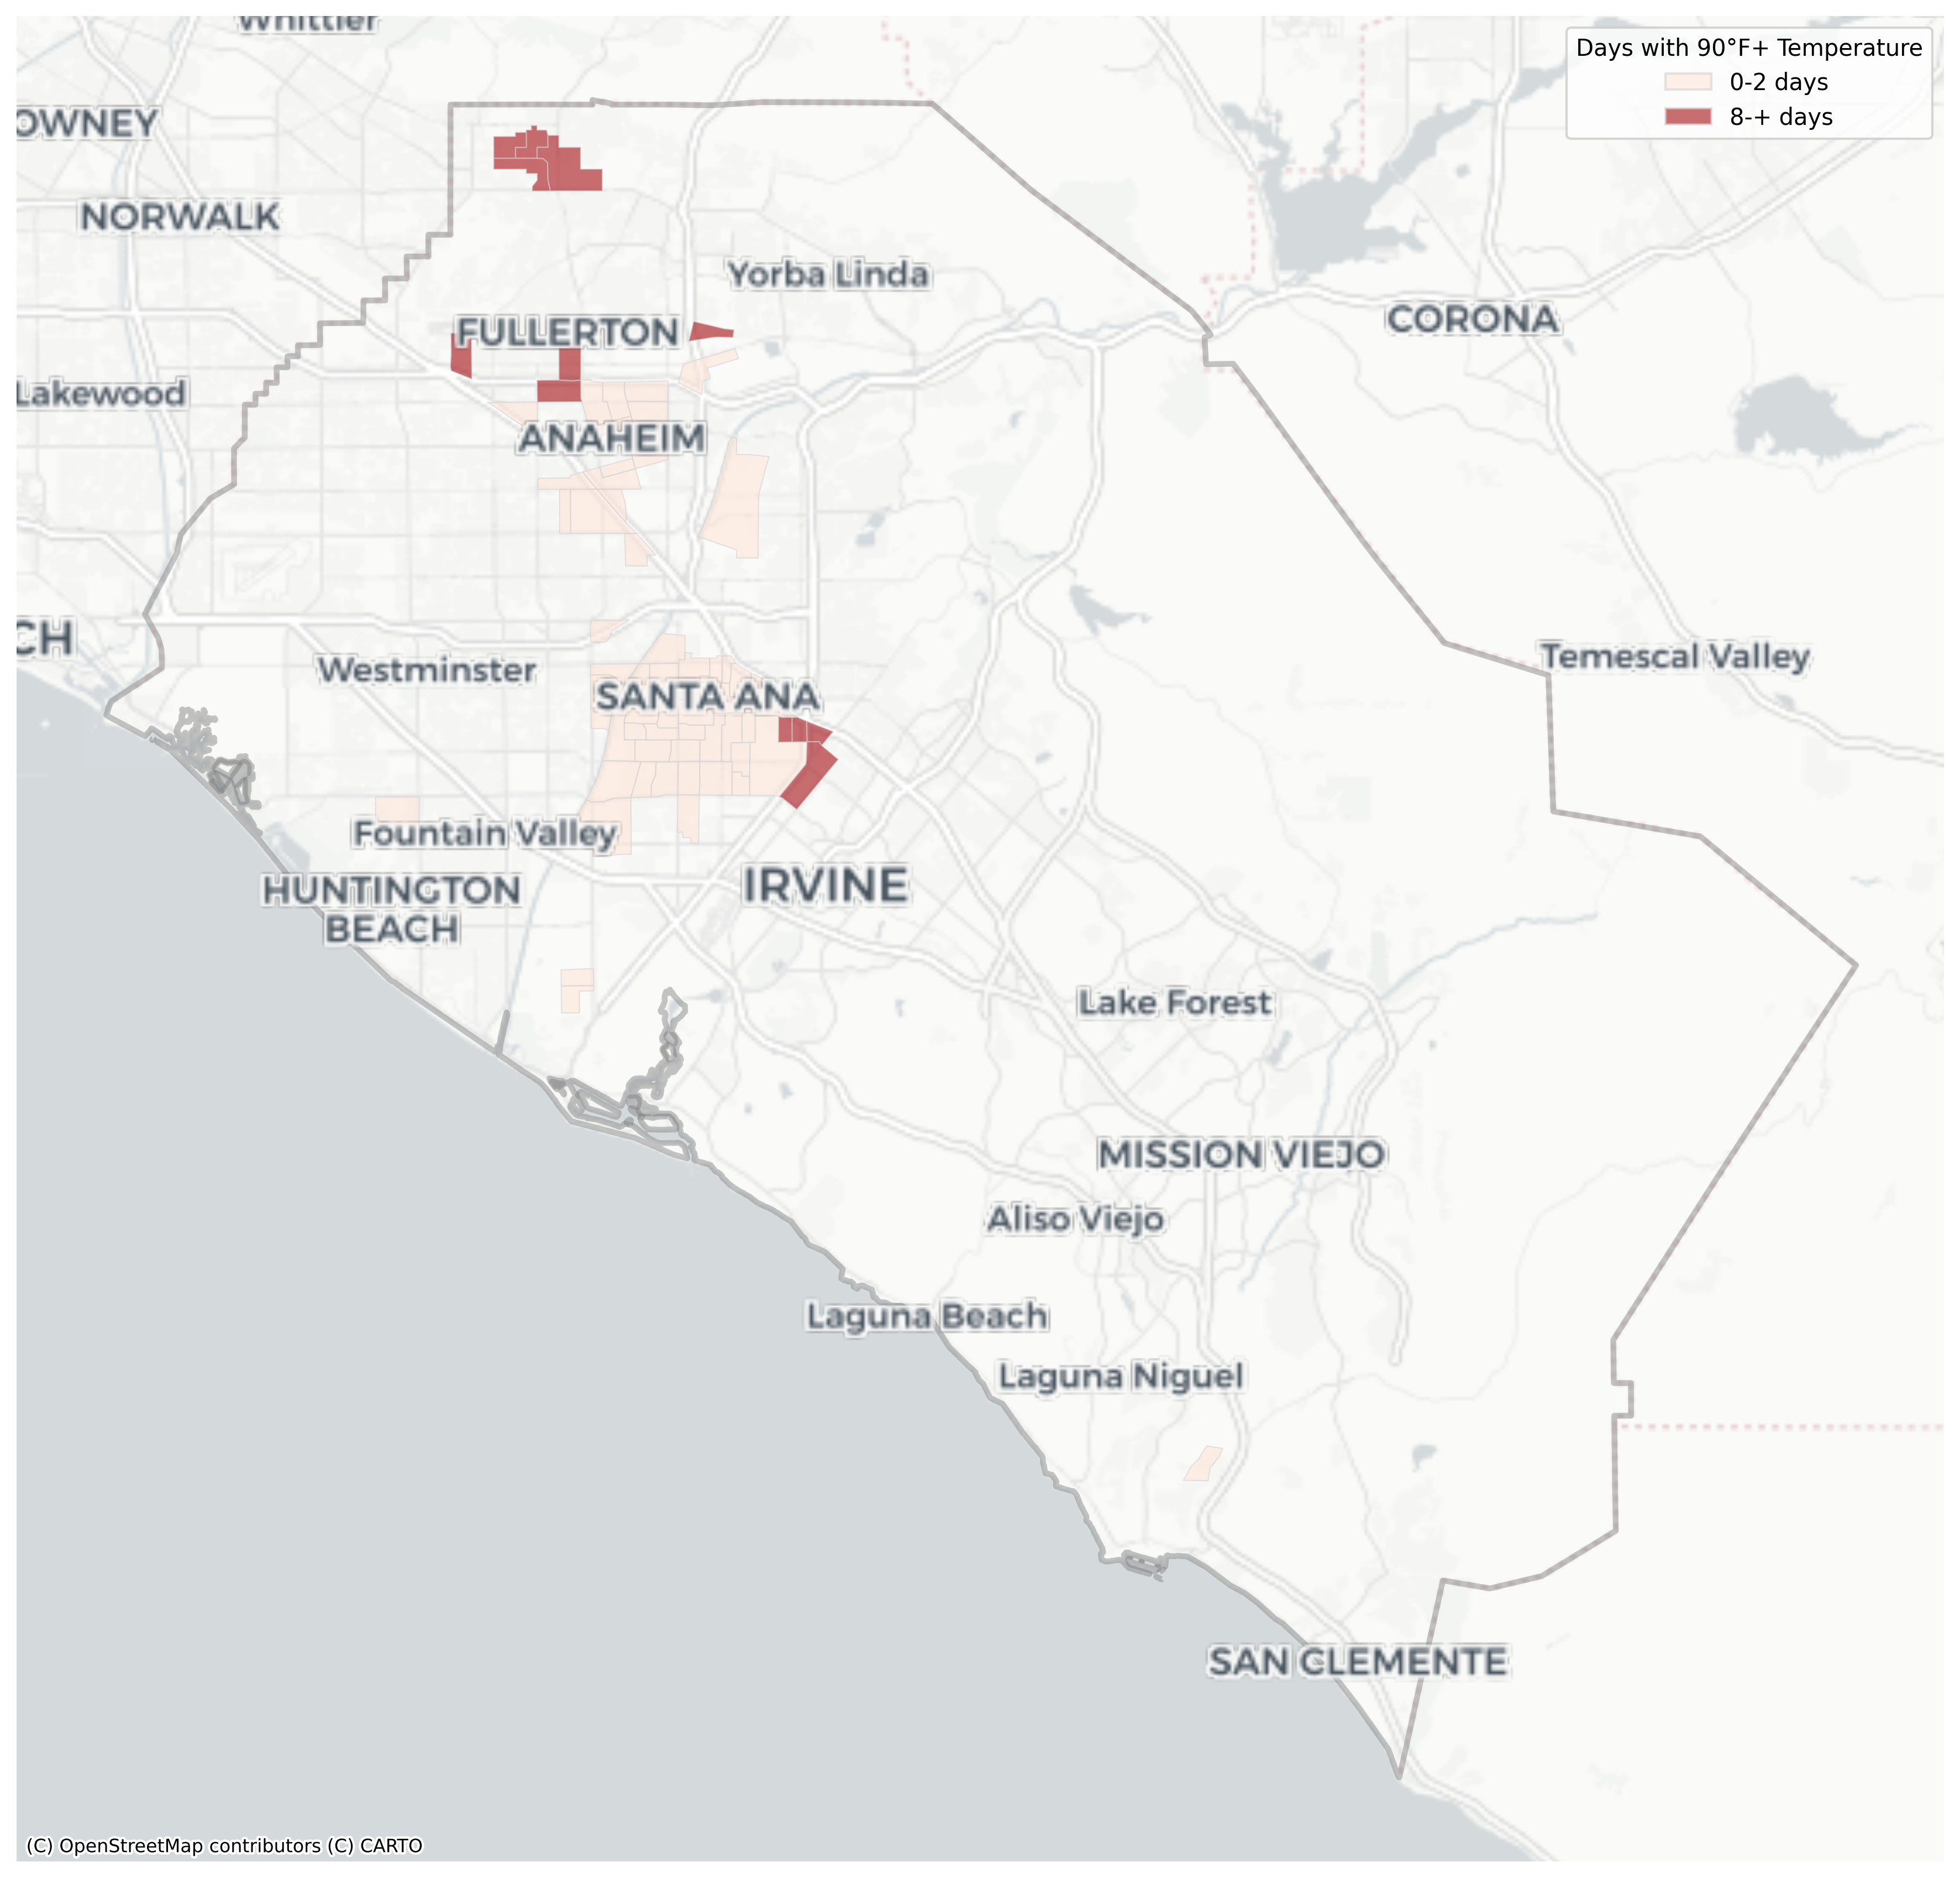 Whittier
Days with 90°F+ Temperature
0-2 days
8-+ days
OWNEY
NORWALK
Yorba Linda
CORONA
FULLERTON
Lakewood
ANAHEIM
CH
Westminster
Temescal Valley
SANTA ANA
Fountain Valley
IRVINE
HUNTINGTON
BEACH
Lake Forest
MISSION VIEJO
Aliso Viejo
Laguna Beach
Laguna Niguel
SAN CLEMENTE
(C) OpenStreetMap contributors (C) CARTO